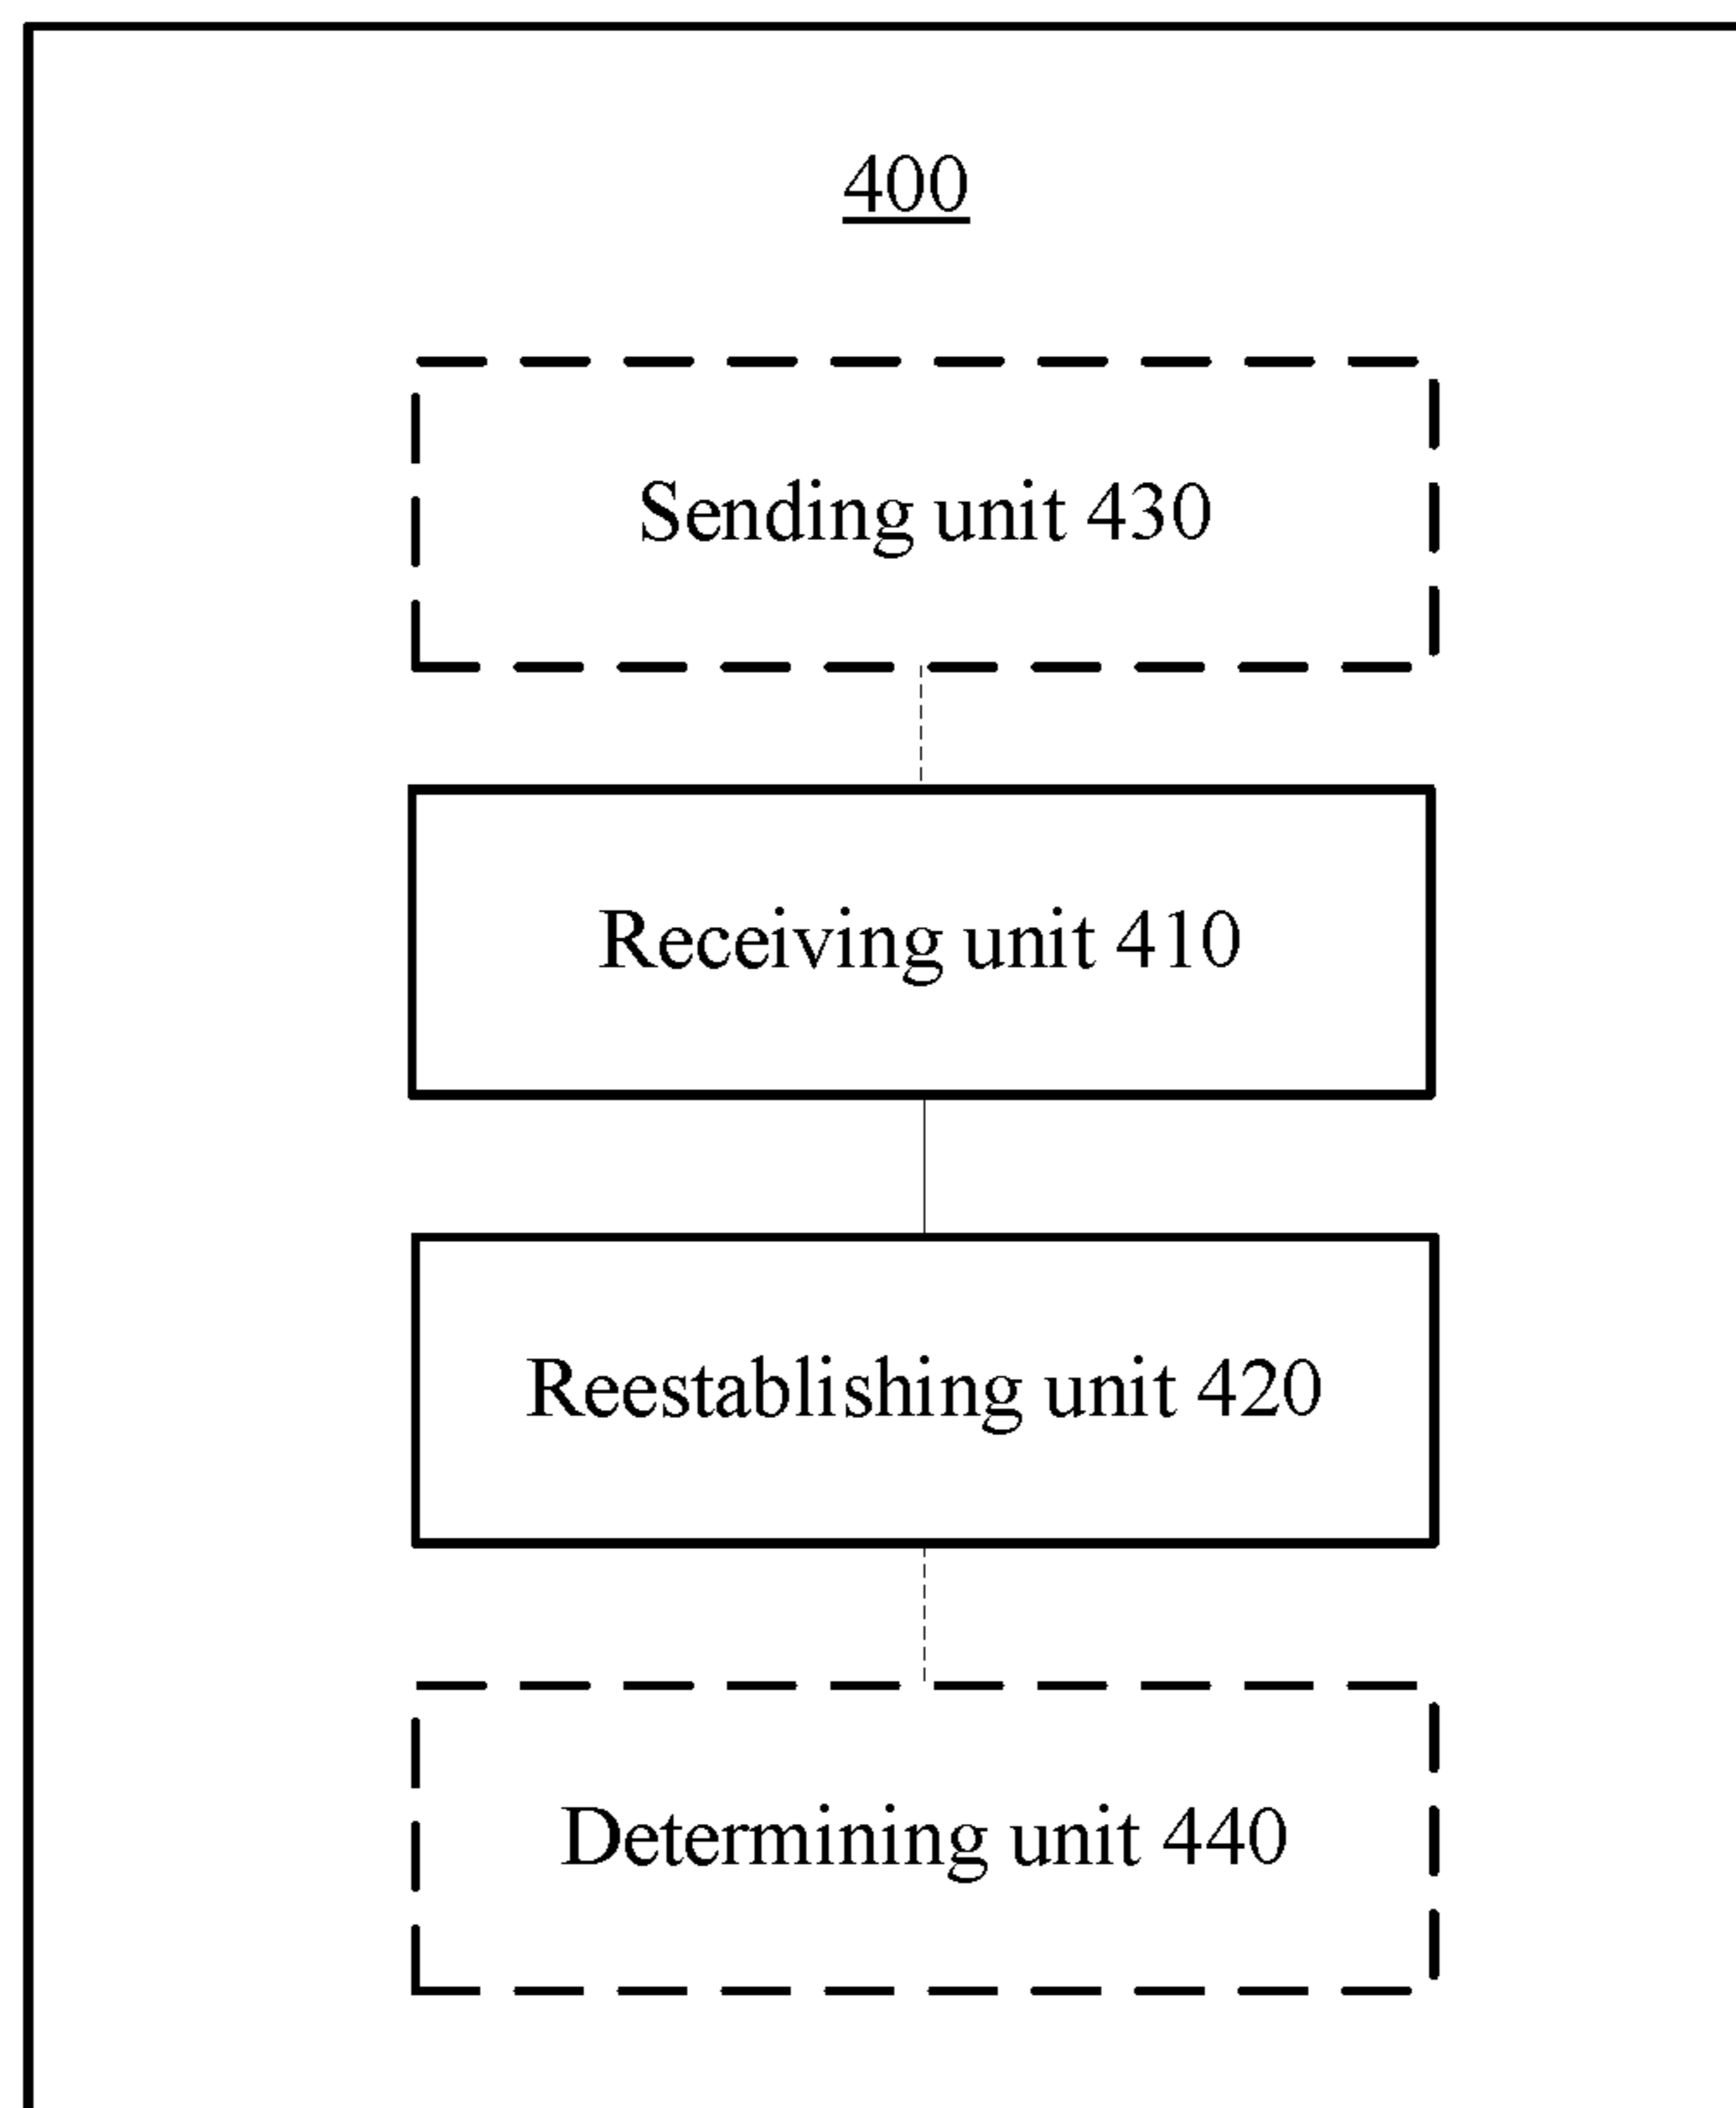 400
Sending unit 430
Receiving unit 410
Reestablishing unit 420
Determining unit 440